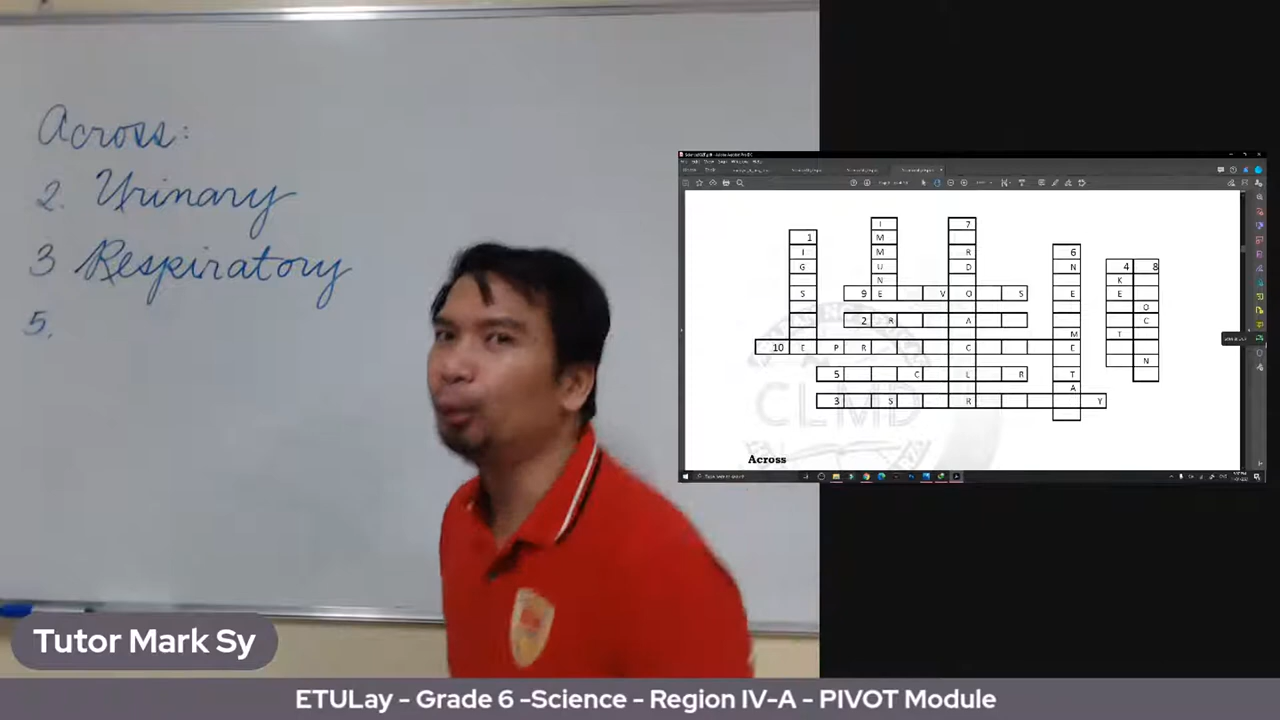 Across:
2. Urinary
3 Respiratory
5.
I 7
1 M
I M R 6
G U D N 4 8
N K
S 9 E V O S E E
O
2 R A C
M T
10 E P R C E
N
5 C L R T
A
3 S R Y
CLMD
Across
Tutor Mark Sy
ETULay - Grade 6 -Science - Region IV-A - PIVOT Module